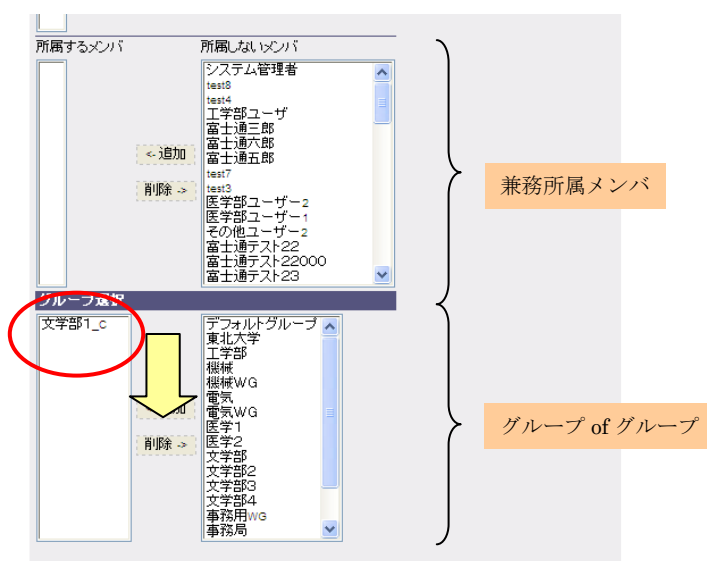 所属するメンバ
所属しないメンバ
システム管理者
test8
test4
工学部ユーザ
富士通三郎
富士通六郎
富士通五郎
test7
test3
医学部ユーザー2
医学部ユーザー1
その他ユーザー2
富士通テスト22
富士通テスト22000
富士通テスト23
<- 追加
削除 ->
兼務所属メンバ
グループ選択
文学部1_c
デフォルトグループ
東北大学
工学部
機械
機械WG
電気
電気WG
医学1
医学2
文学部
文学部2
文学部3
文学部4
事務用WG
事務局
削除 ->
グループ of グループ